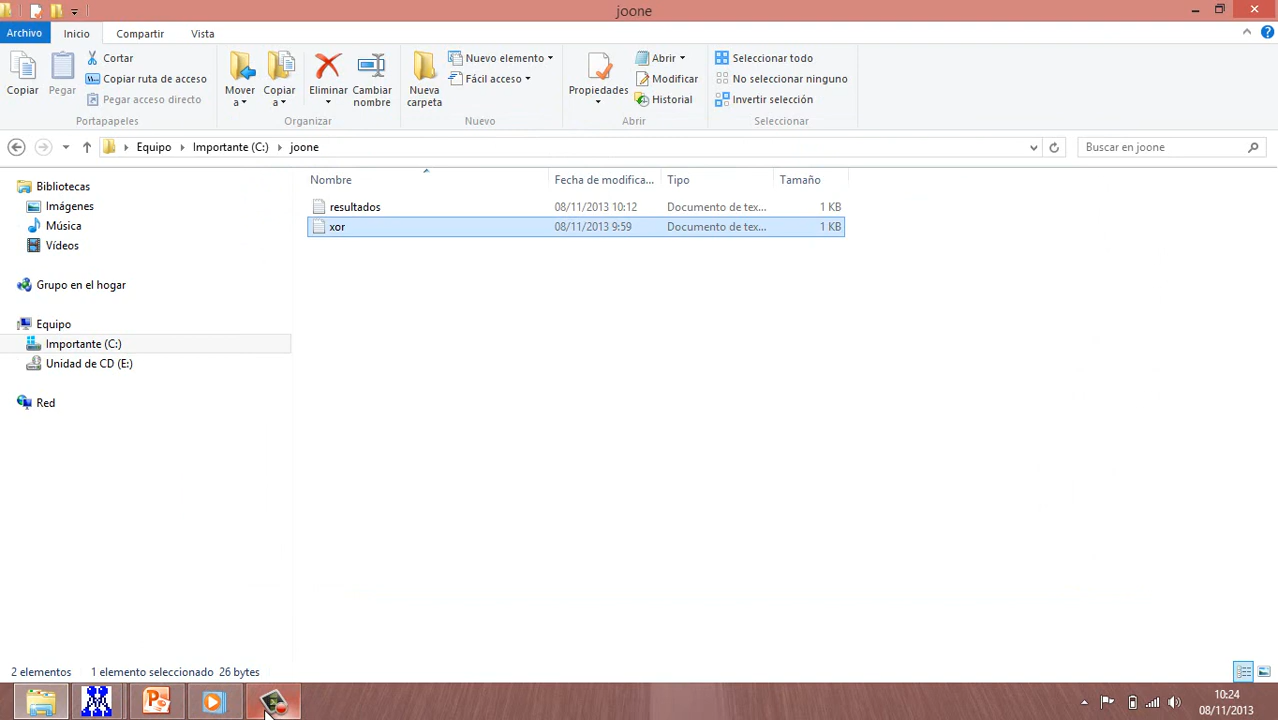 joone
Archivo Inicio Compartir Vista
Copiar
Pegar
Cortar
Copiar ruta de acceso
Pegar acceso directo
Portapapeles
Mover a
Copiar a
Eliminar
Cambiar nombre
Organizar
Nueva carpeta
Nuevo elemento
Fácil acceso
Nuevo
Propiedades
Abrir
Modificar
Historial
Abrir
Seleccionar todo
No seleccionar ninguno
Invertir selección
Seleccionar
Equipo Importante (C:) joone
Buscar en joone
Bibliotecas
Imágenes
Música
Vídeos
Grupo en el hogar
Equipo
Importante (C:)
Unidad de CD (E:)
Red
Nombre Fecha de modifica... Tipo Tamaño
resultados 08/11/2013 10:12 Documento de tex... 1 KB
xor 08/11/2013 9:59 Documento de tex... 1 KB
2 elementos 1 elemento seleccionado 26 bytes
10:24
08/11/2013